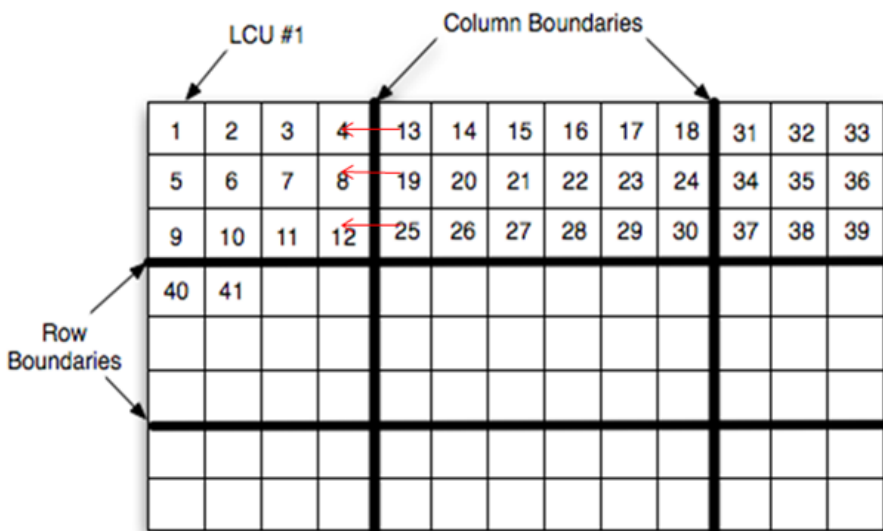 LCU #1
Column Boundaries
1 2 3 4 13 14 15 16 17 18 31 32 33
5 6 7 8 19 20 21 22 23 24 34 35 36
9 10 11 12 25 26 27 28 29 30 37 38 39
40 41
Row
Boundaries